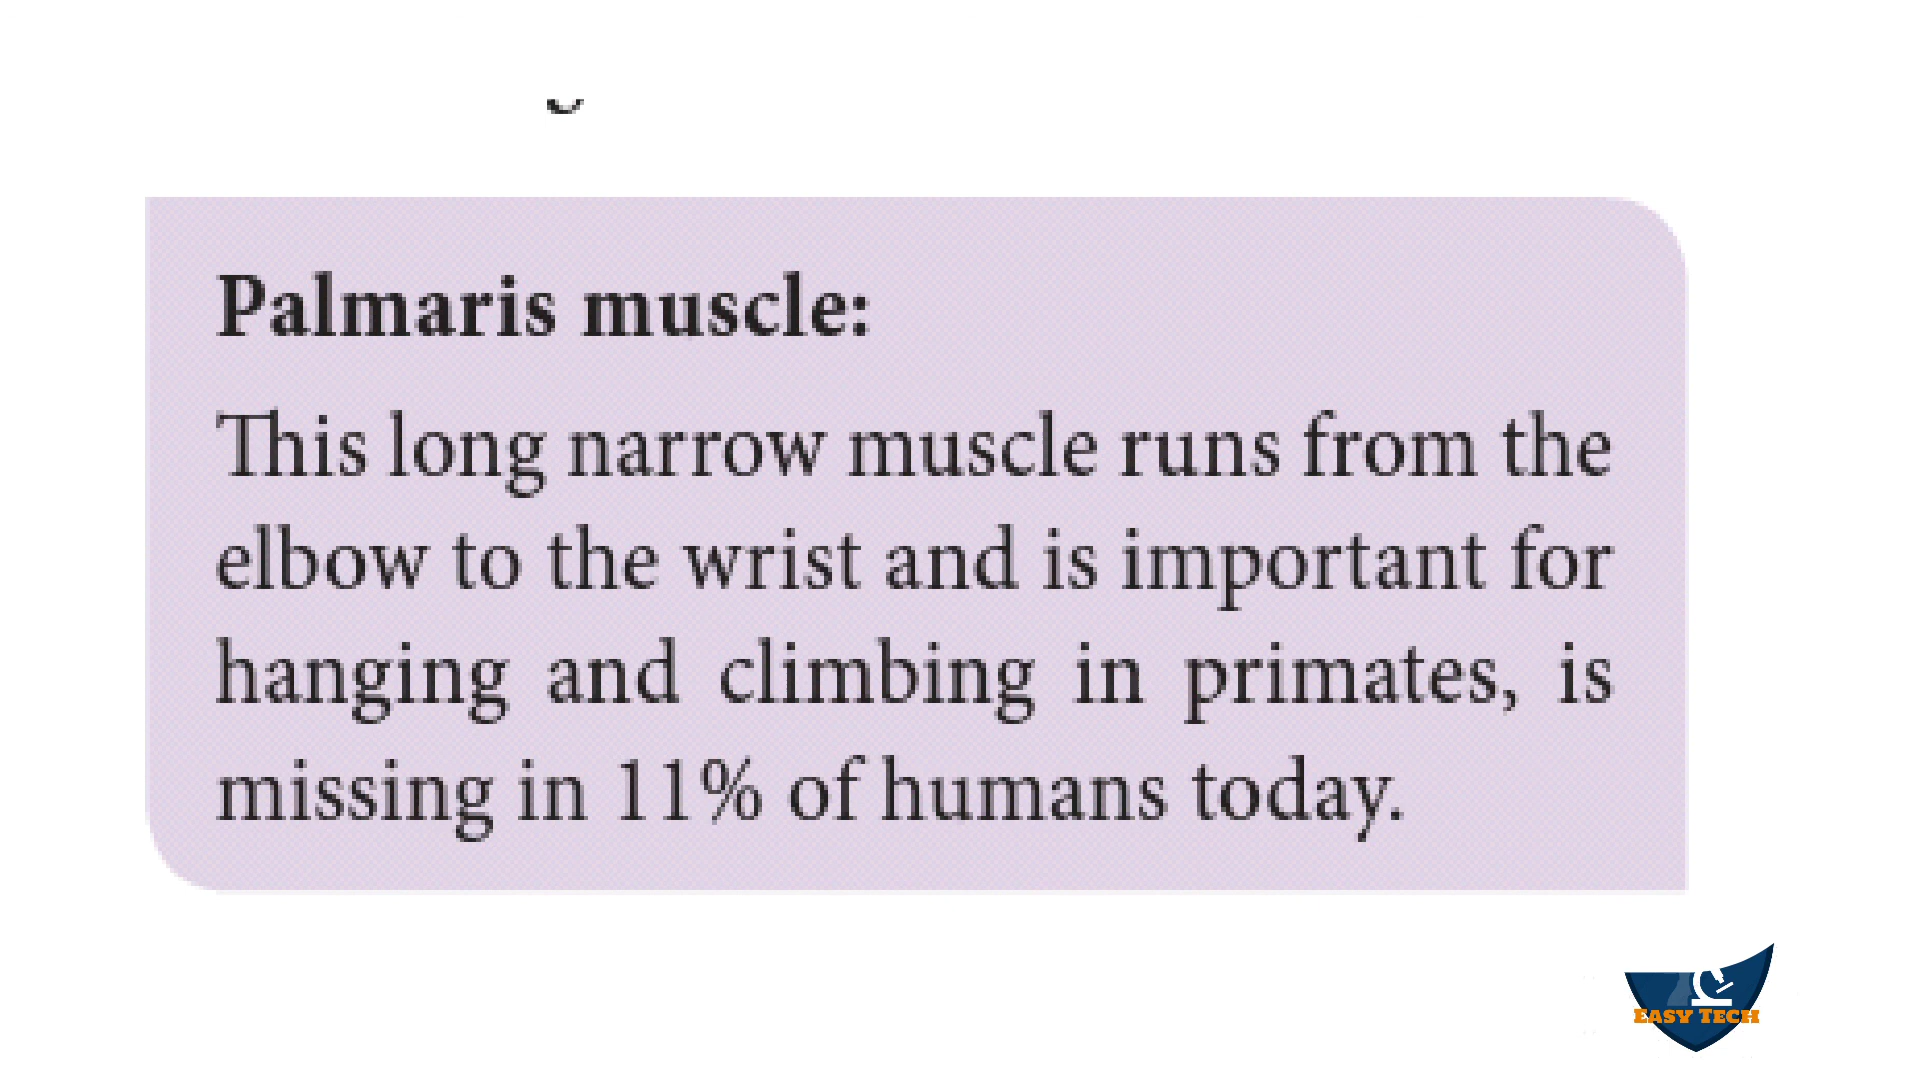 Palmaris muscle:
This long narrow muscle runs from the
elbow to the wrist and is important for
hanging and climbing in primates, is
missing in 11% of humans today.
EASY TECH